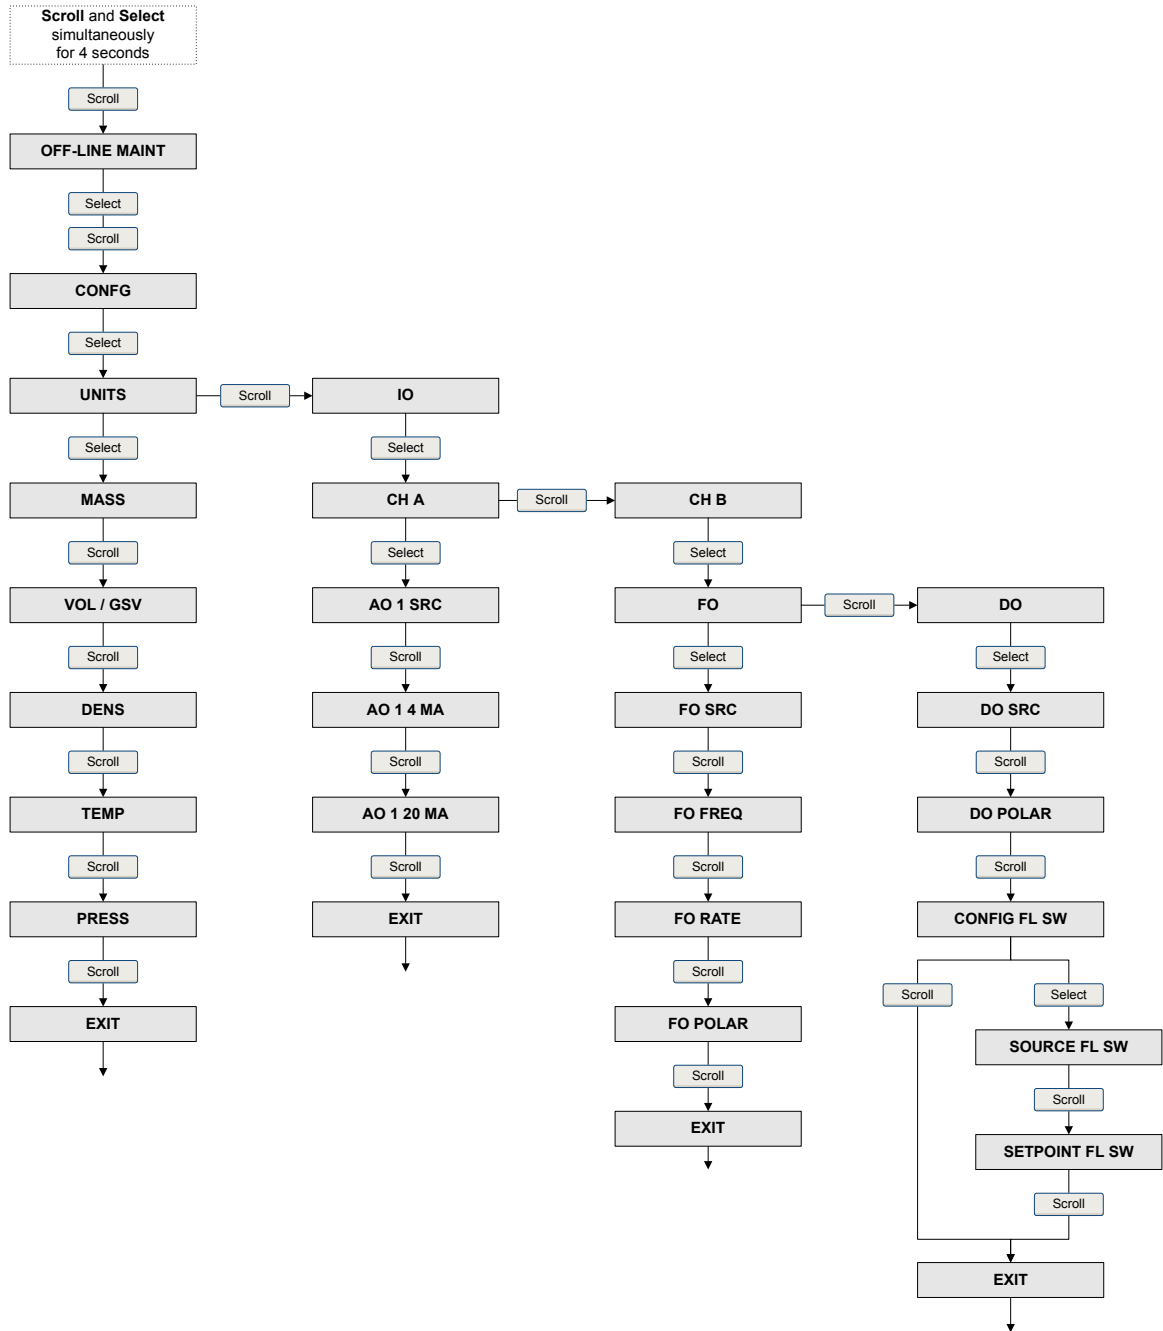 Scroll and Select
simultaneously
for 4 seconds
Scroll
OFF-LINE MAINT
Select
Scroll
CONFG
Select
UNITS
Scroll
IO
Select
Select
MASS
CH A
Scroll
CH B
Scroll
Select
Select
VOL / GSV
AO 1 SRC
FO
Scroll
DO
Scroll
Scroll
Select
Select
DENS
AO 1 4 MA
FO SRC
DO SRC
Scroll
Scroll
Scroll
Scroll
TEMP
AO 1 20 MA
FO FREQ
DO POLAR
Scroll
Scroll
Scroll
Scroll
PRESS
EXIT
FO RATE
CONFIG FL SW
Scroll
Scroll
Scroll
Select
EXIT
FO POLAR
SOURCE FL SW
Scroll
Scroll
EXIT
SETPOINT FL SW
Scroll
EXIT